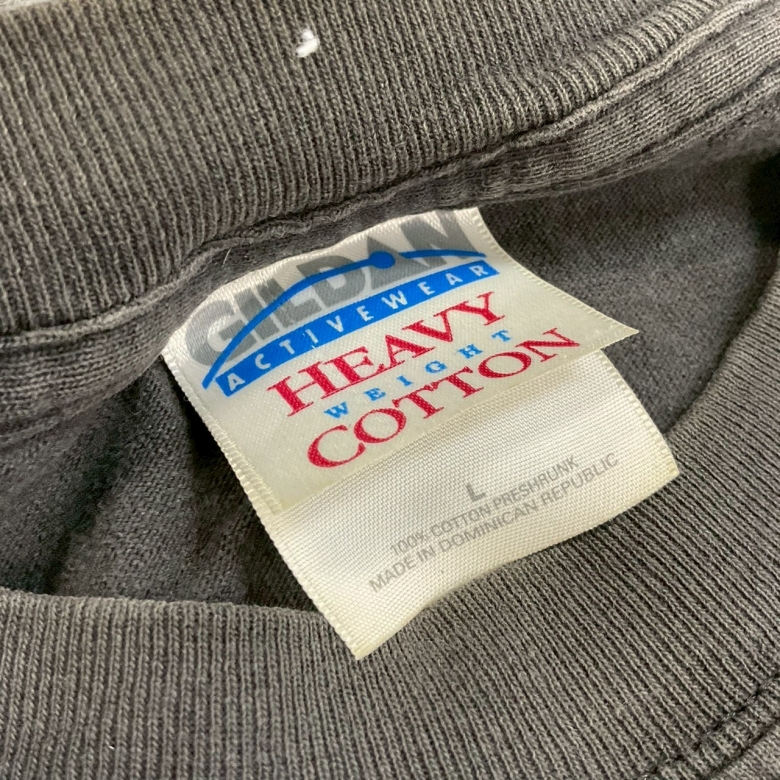 GILDAN
ACTIVEWEAR
HEAVY
WEIGHT
COTTON
L
100% COTTON PRESHRUNK
MADE IN DOMINICAN REPUBLIC